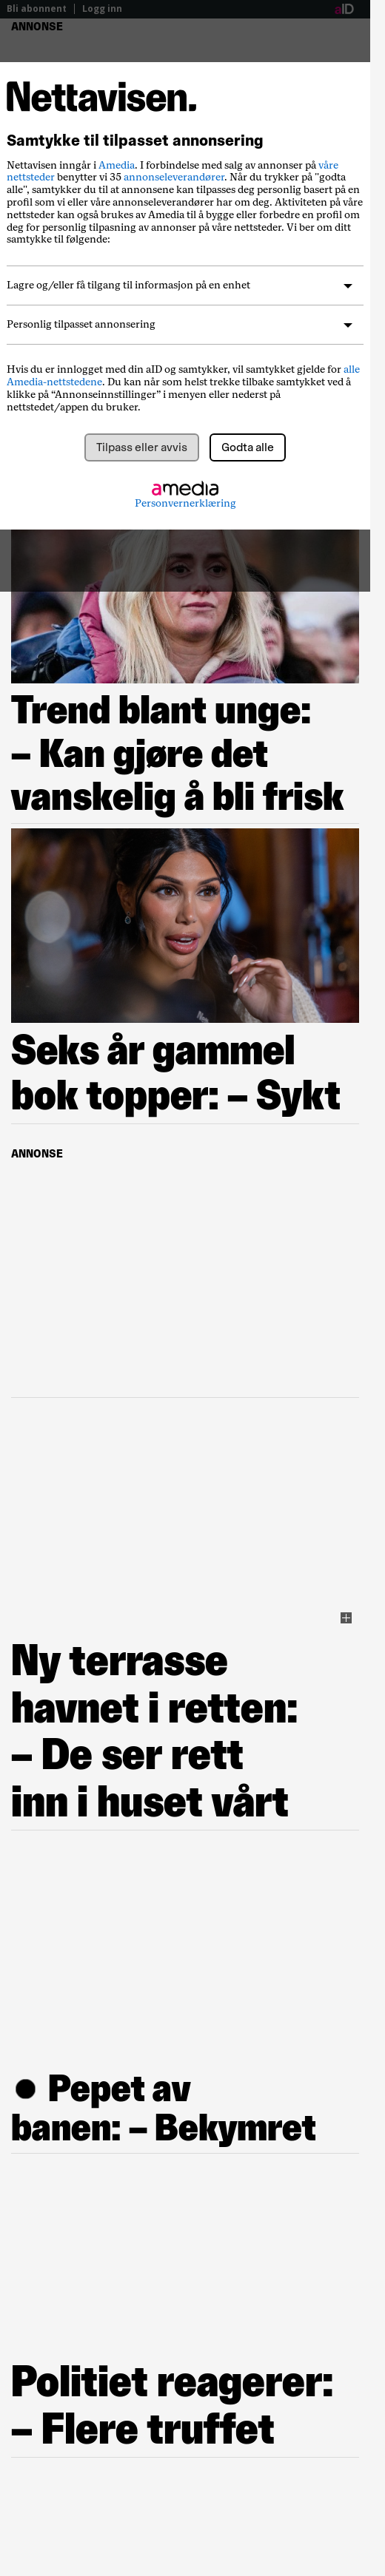 Bli abonnent | Logg inn
aID
ANNONSE
Nettavisen.
Samtykke til tilpasset annonsering
Nettavisen inngår i Amedia. I forbindelse med salg av annonser på våre
nettsteder benytter vi 35 annonseleverandører. Når du trykker på "godta
alle", samtykker du til at annonsene kan tilpasses deg personlig basert på en
profil som vi eller våre annonseleverandører har om deg. Aktiviteten på våre
nettsteder kan også brukes av Amedia til å bygge eller forbedre en profil om
deg for personlig tilpasning av annonser på våre nettsteder. Vi ber om ditt
samtykke til følgende:
Lagre og/eller få tilgang til informasjon på en enhet
Personlig tilpasset annonsering
Hvis du er innlogget med din aID og samtykker, vil samtykket gjelde for alle
Amedia-nettstedene. Du kan når som helst trekke tilbake samtykket ved å
klikke på “Annonseinnstillinger” i menyen eller nederst på
nettstedet/appen du bruker.
Tilpass eller avvis
Godta alle
amedia
Personvernerklæring
Trend blant unge:
– Kan gjøre det
vanskelig å bli frisk
Seks år gammel
bok topper: – Sykt
ANNONSE
Ny terrasse
havnet i retten:
– De ser rett
inn i huset vårt
● Pepet av
banen: – Bekymret
Politiet reagerer:
– Flere truffet